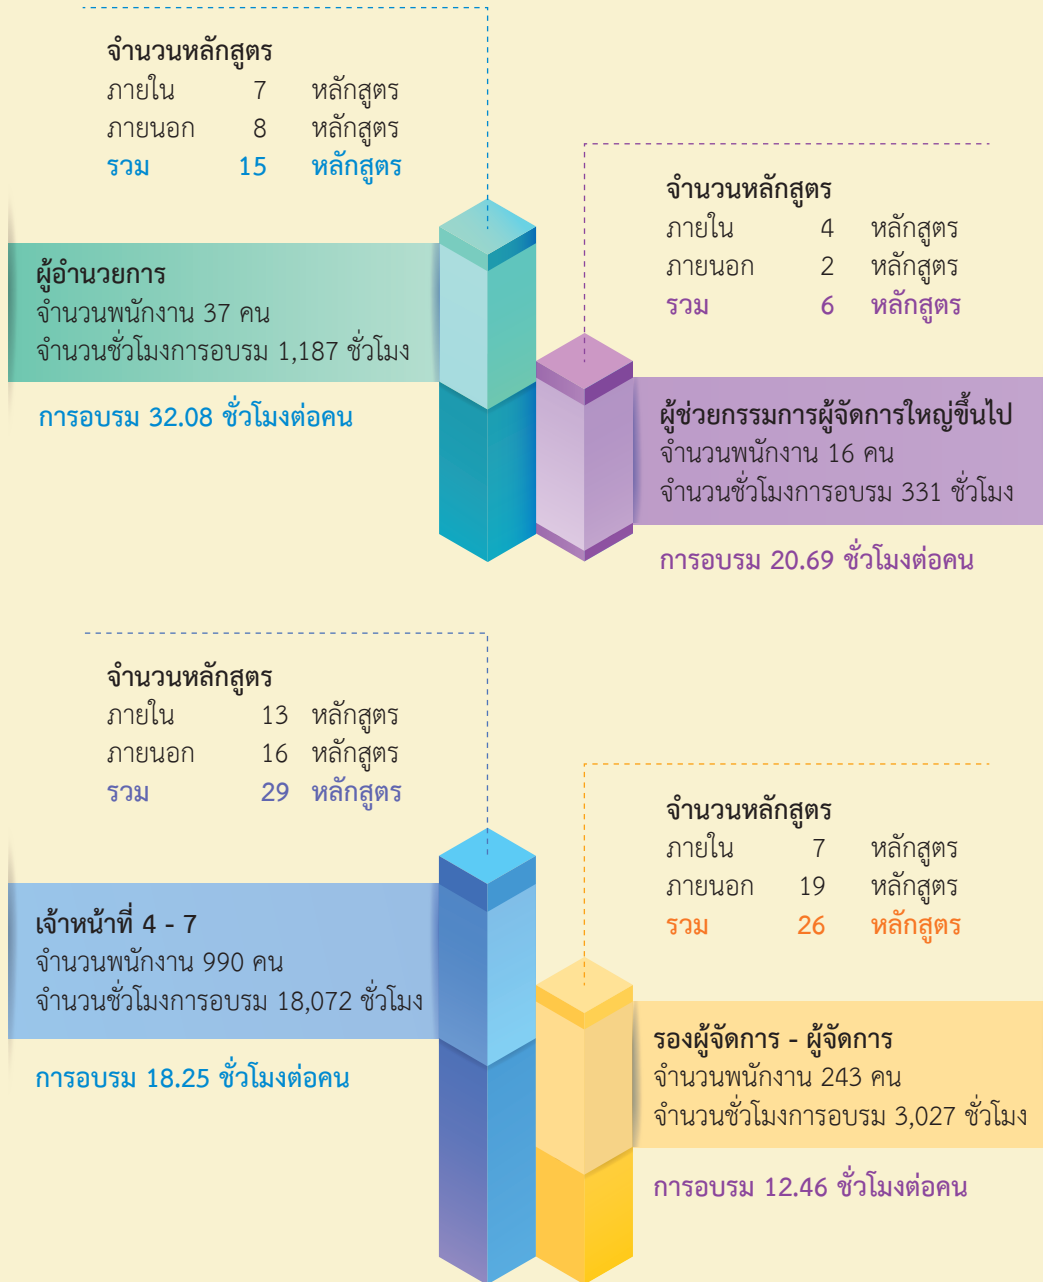 จำนวนหลักสูตร
ภายใน 7 หลักสูตร
ภายนอก 8 หลักสูตร
รวม 15 หลักสูตร
ผู้อำนวยการ
จำนวนพนักงาน 37 คน
จำนวนชั่วโมงการอบรม 1,187 ชั่วโมง
การอบรม 32.08 ชั่วโมงต่อคน
จำนวนหลักสูตร
ภายใน 4 หลักสูตร
ภายนอก 2 หลักสูตร
รวม 6 หลักสูตร
ผู้ช่วยกรรมการผู้จัดการใหญ่ขึ้นไป
จำนวนพนักงาน 16 คน
จำนวนชั่วโมงการอบรม 331 ชั่วโมง
การอบรม 20.69 ชั่วโมงต่อคน
จำนวนหลักสูตร
ภายใน 13 หลักสูตร
ภายนอก 16 หลักสูตร
รวม 29 หลักสูตร
เจ้าหน้าที่ 4 - 7
จำนวนพนักงาน 990 คน
จำนวนชั่วโมงการอบรม 18,072 ชั่วโมง
การอบรม 18.25 ชั่วโมงต่อคน
จำนวนหลักสูตร
ภายใน 7 หลักสูตร
ภายนอก 19 หลักสูตร
รวม 26 หลักสูตร
รองผู้จัดการ - ผู้จัดการ
จำนวนพนักงาน 243 คน
จำนวนชั่วโมงการอบรม 3,027 ชั่วโมง
การอบรม 12.46 ชั่วโมงต่อคน